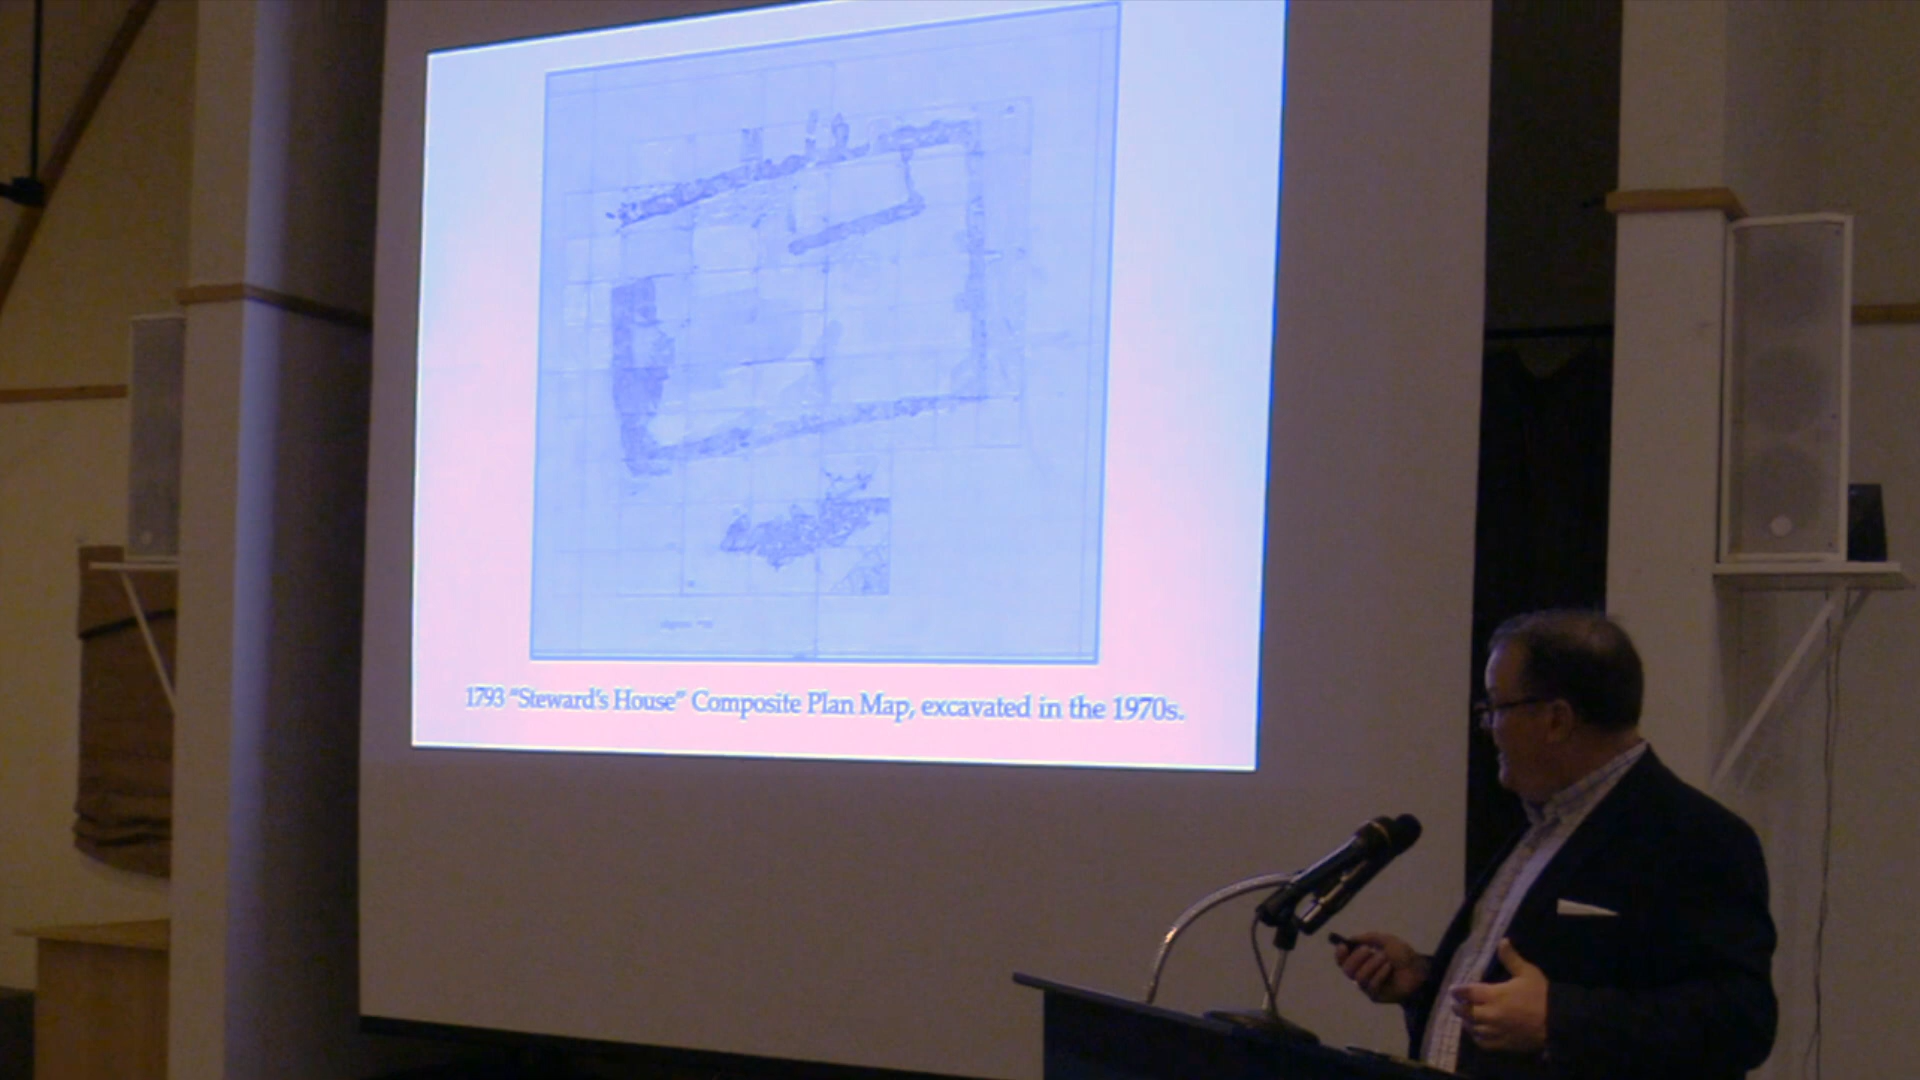 1793 "Steward's House" Composite Plan Map, excavated in the 1970s.